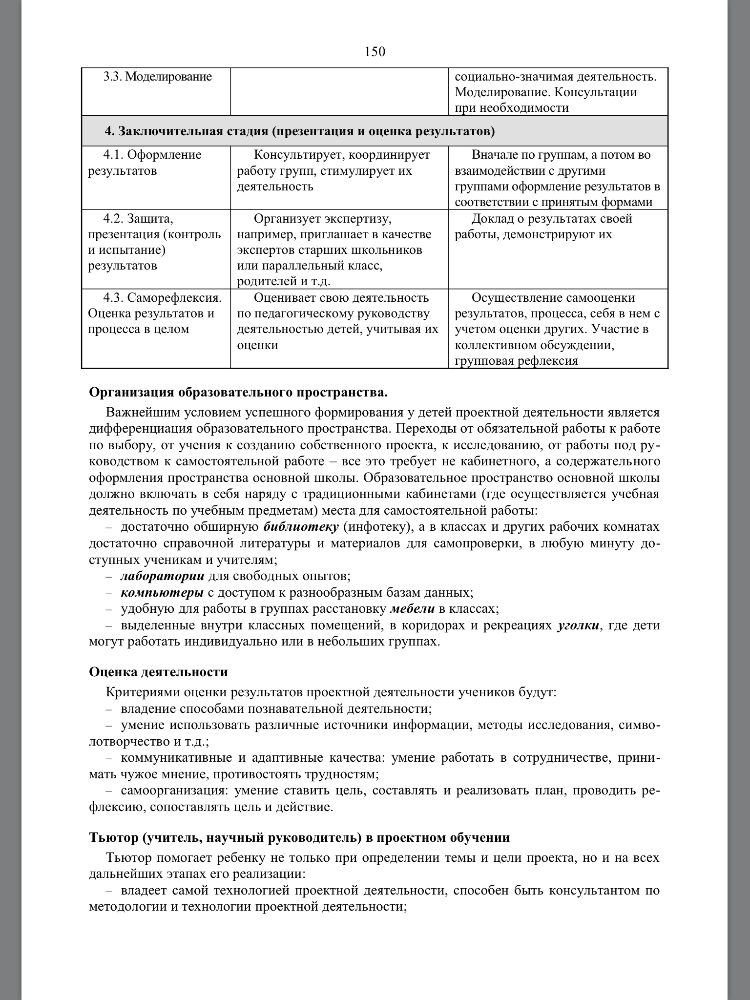 150
3.3. Моделирование
социально-значимая деятельность.
Моделирование. Консультации
при необходимости
4. Заключительная стадия (презентация и оценка результатов)
4.1. Оформление
результатов
Консультирует, координирует
работу групп, стимулирует их
деятельность
Вначале по группам, а потом во
взаимодействии с другими
группами оформление результатов в
соответствии с принятым формами
4.2. Защита,
презентация (контроль
и испытание)
результатов
Организует экспертизу,
например, приглашает в качестве
экспертов старших школьников
или параллельный класс,
родителей и т.д.
Доклад о результатах своей
работы, демонстрируют их
4.3. Саморефлексия.
Оценка результатов и
процесса в целом
Оценивает свою деятельность
по педагогическому руководству
деятельностью детей, учитывая их
оценки
Осуществление самооценки
результатов, процесса, себя в нем с
учетом оценки других. Участие в
коллективном обсуждении,
групповая рефлексия
Организация образовательного пространства.
Важнейшим условием успешного формирования у детей проектной деятельности является
дифференциация образовательного пространства. Переходы от обязательной работы к работе
по выбору, от учения к созданию собственного проекта, к исследованию, от работы под ру-
ководством к самостоятельной работе – все это требует не кабинетного, а содержательного
оформления пространства основной школы. Образовательное пространство основной школы
должно включать в себя наряду с традиционными кабинетами (где осуществляется учебная
деятельность по учебным предметам) места для самостоятельной работы:
– достаточно обширную библиотеку (инфотеку), а в классах и других рабочих комнатах
достаточно справочной литературы и материалов для самопроверки, в любую минуту до-
ступных ученикам и учителям;
– лаборатории для свободных опытов;
– компьютеры с доступом к разнообразным базам данных;
– удобную для работы в группах расстановку мебели в классах;
– выделенные внутри классных помещений, в коридорах и рекреациях уголки, где дети
могут работать индивидуально или в небольших группах.
Оценка деятельности
Критериями оценки результатов проектной деятельности учеников будут:
– владение способами познавательной деятельности;
– умение использовать различные источники информации, методы исследования, симво-
лотворчество и т.д.;
– коммуникативные и адаптивные качества: умение работать в сотрудничестве, прини-
мать чужое мнение, противостоять трудностям;
– самоорганизация: умение ставить цель, составлять и реализовать план, проводить ре-
флексию, сопоставлять цель и действие.
Тьютор (учитель, научный руководитель) в проектном обучении
Тьютор помогает ребенку не только при определении темы и цели проекта, но и на всех
дальнейших этапах его реализации:
– владеет самой технологией проектной деятельности, способен быть консультантом по
методологии и технологии проектной деятельности;